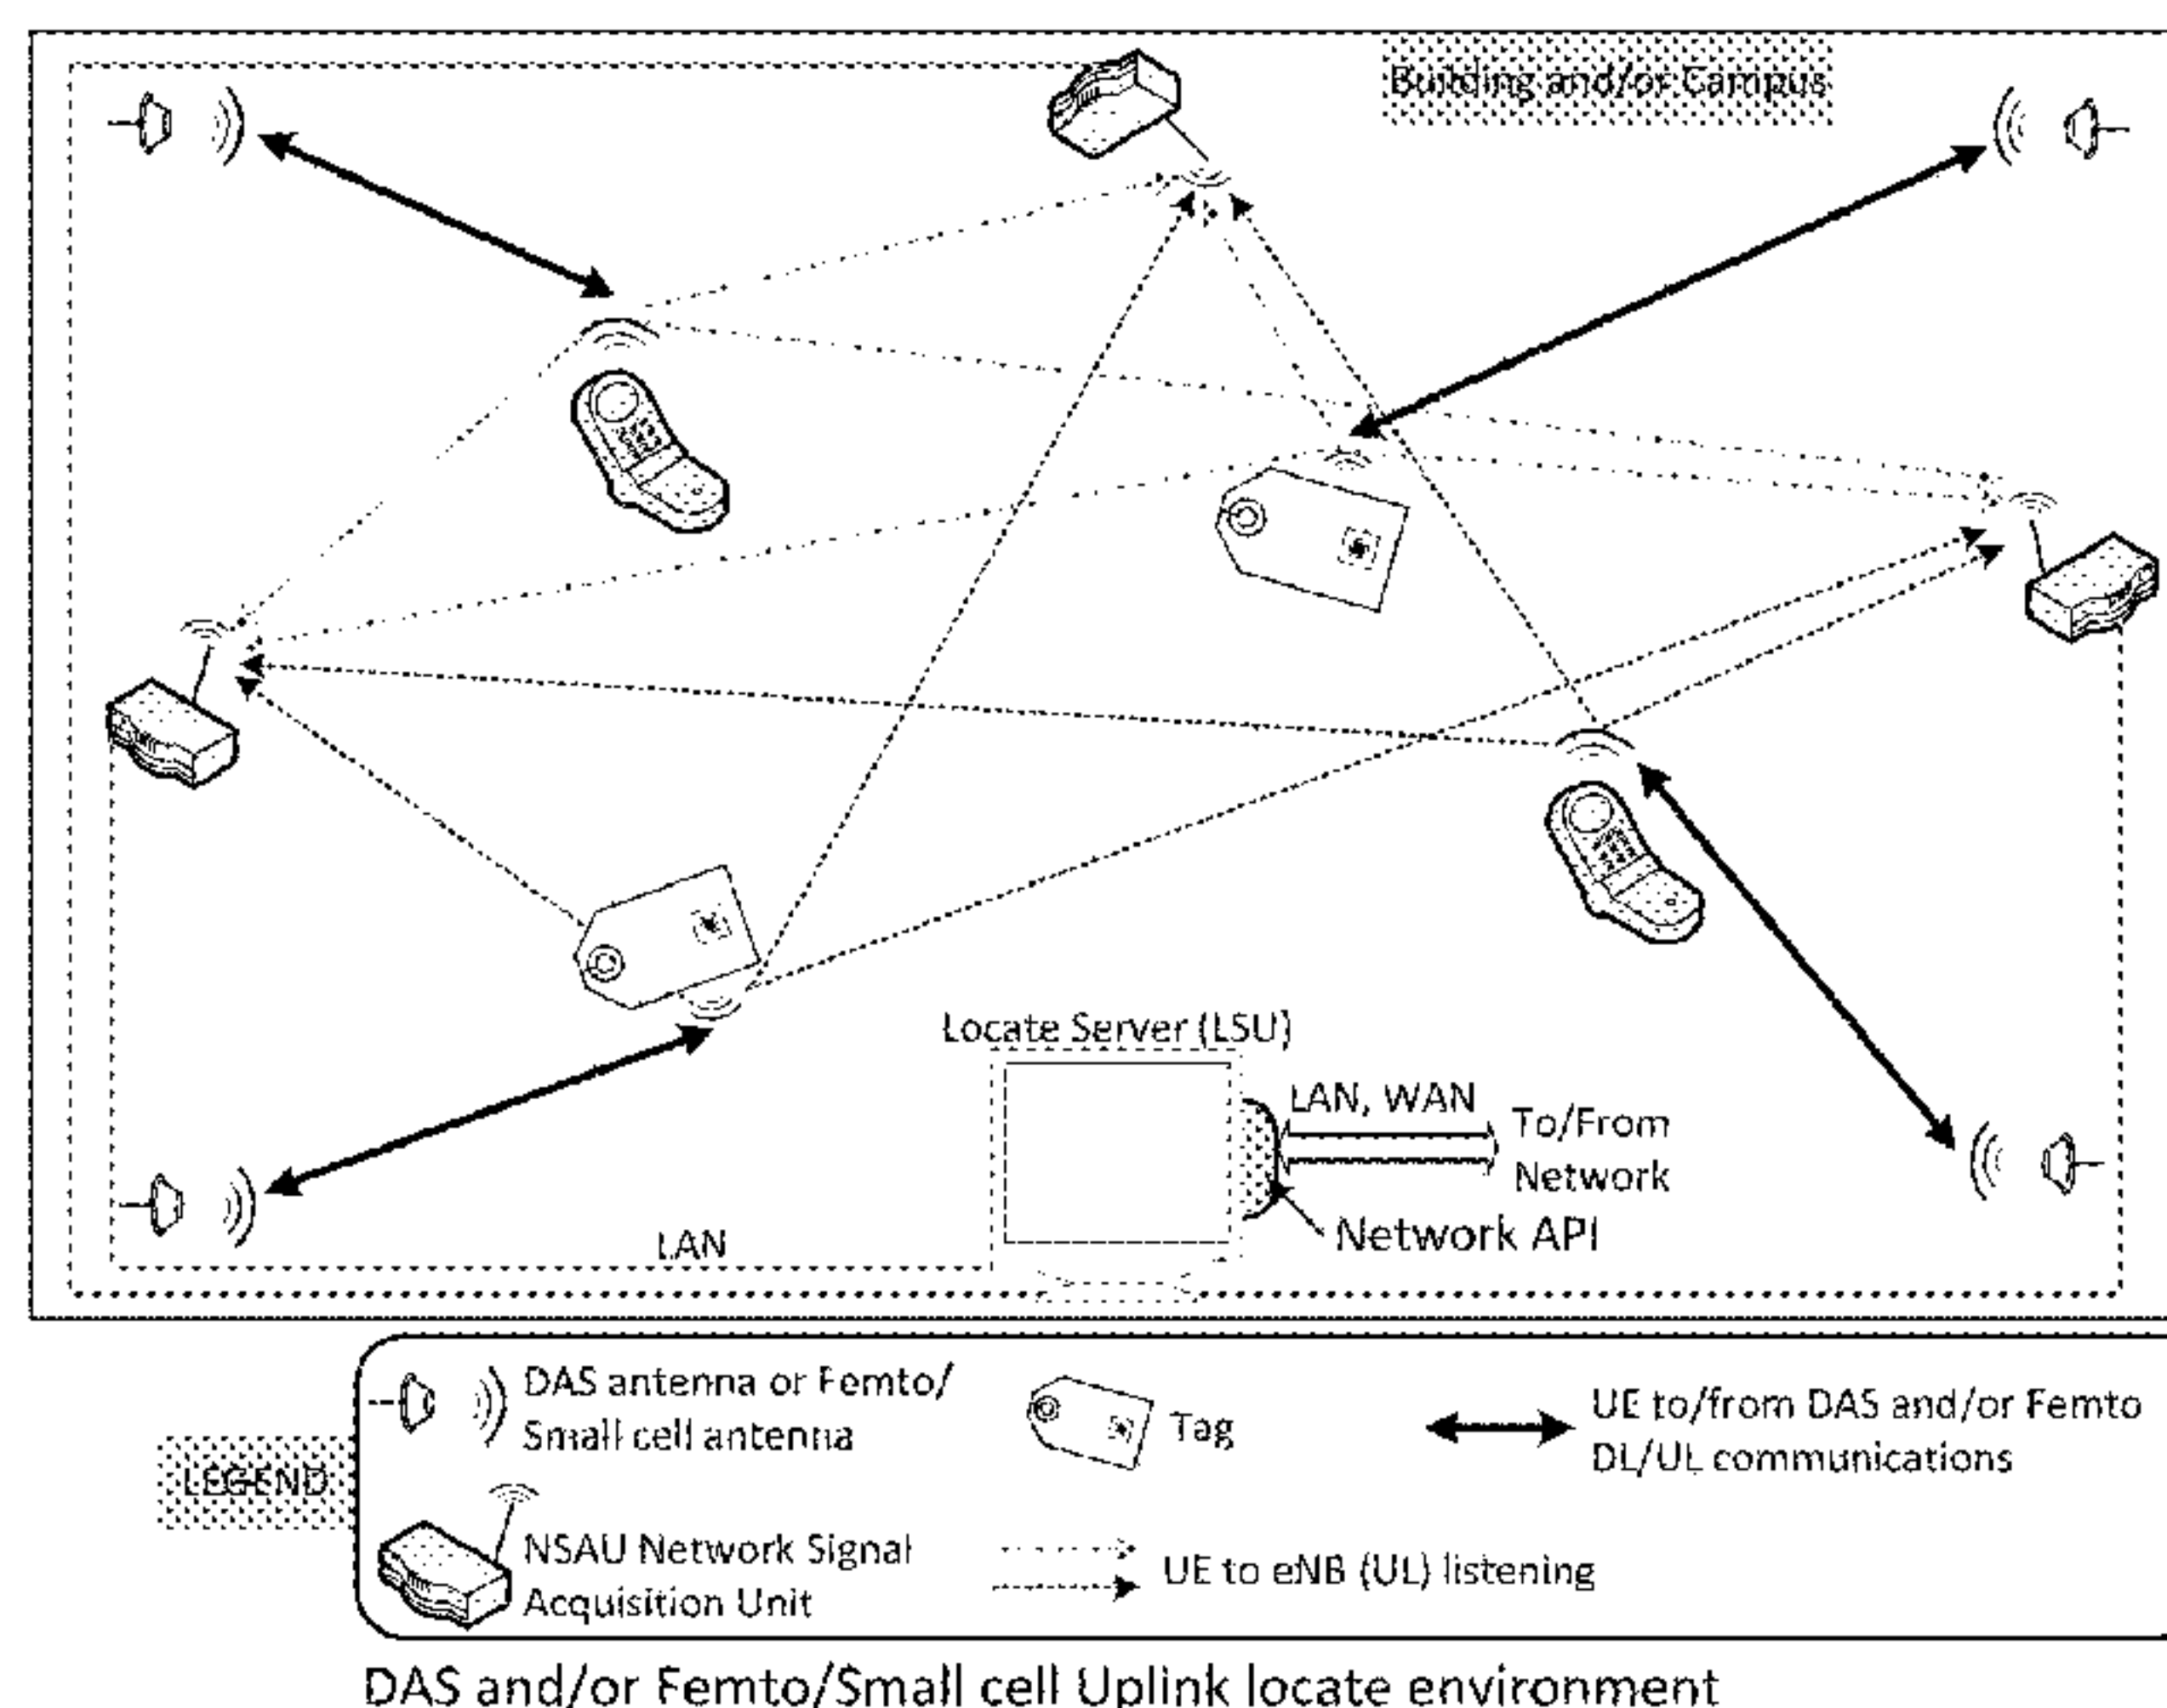 Building and/or Campus
Locate Server (LSU)
LAN, WAN
To/From
Network
Network API
LAN
DAS antenna or Femto/
Small cell antenna
Tag
UE to/from DAS and/or Femto
DL/UL communications
LEGEND
NSAU Network Signal
Acquisition Unit
UE to eNB (UL) listening
DAS and/or Femto/Small cell Uplink locate environment